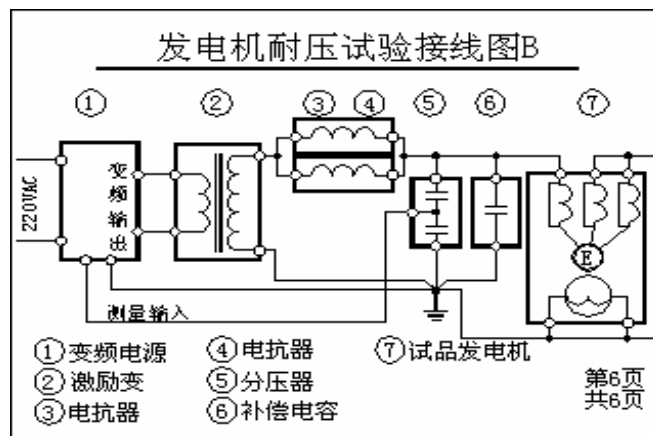 发电机耐压试验接线图B
① ② ③ ④ ⑤ ⑥ ⑦
220VAC
变频输出
E
测量输入
①变频电源 ④电抗器 ⑦试品发电机
②激励变 ⑤分压器
③电抗器 ⑥补偿电容
第6页
共6页